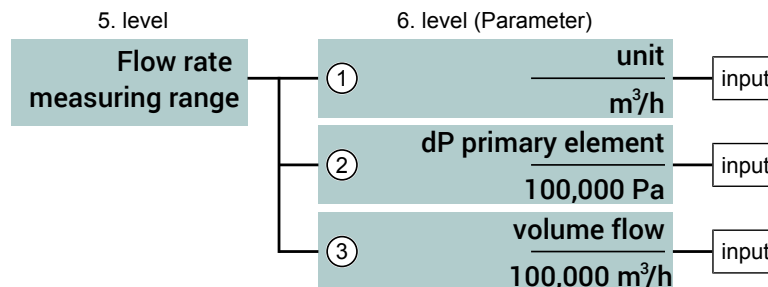 5. level
6. level (Parameter)
Flow rate
measuring range
1
unit
m³/h
input
2
dP primary element
100,000 Pa
input
3
volume flow
100,000 m³/h
input